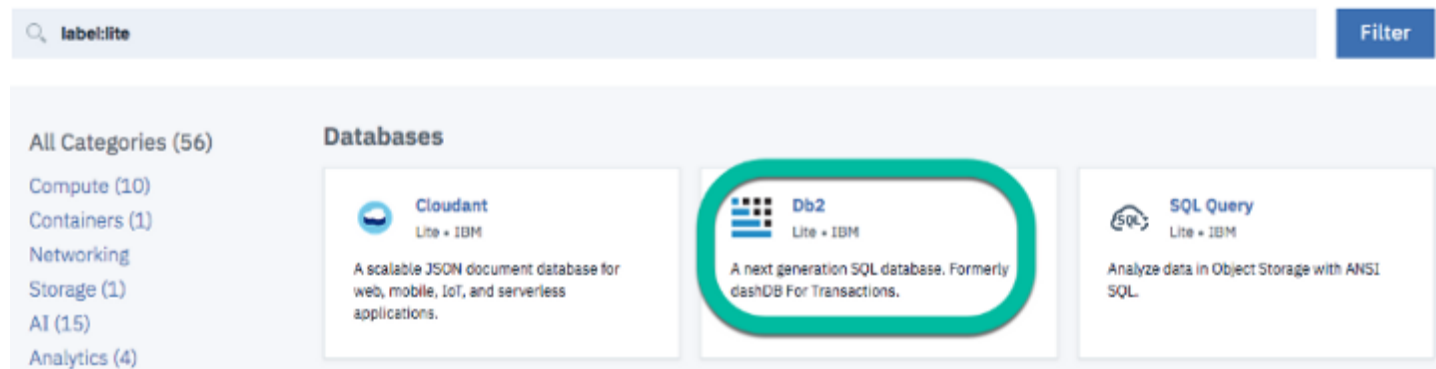 label:lite
Filter
All Categories (56)
Compute (10)
Containers (1)
Networking
Storage (1)
AI (15)
Analytics (4)
Databases
Cloudant
Lite • IBM
A scalable JSON document database for
web, mobile, IoT, and serverless
applications.
Db2
Lite • IBM
A next generation SQL database. Formerly
dashDB For Transactions.
SQL
SQL Query
Lite • IBM
Analyze data in Object Storage with ANSI
SQL.